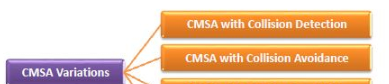 CMSA with Collision Detection
CMSA with Collision Avoidance
CMSA Variations